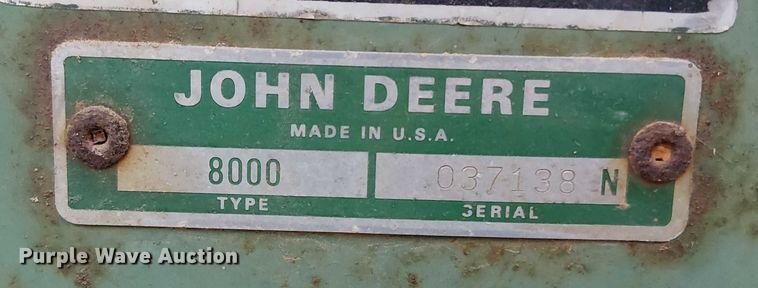 JOHN DEERE
MADE IN U.S.A.
8000 037138 N
TYPE SERIAL
Purple Wave Auction